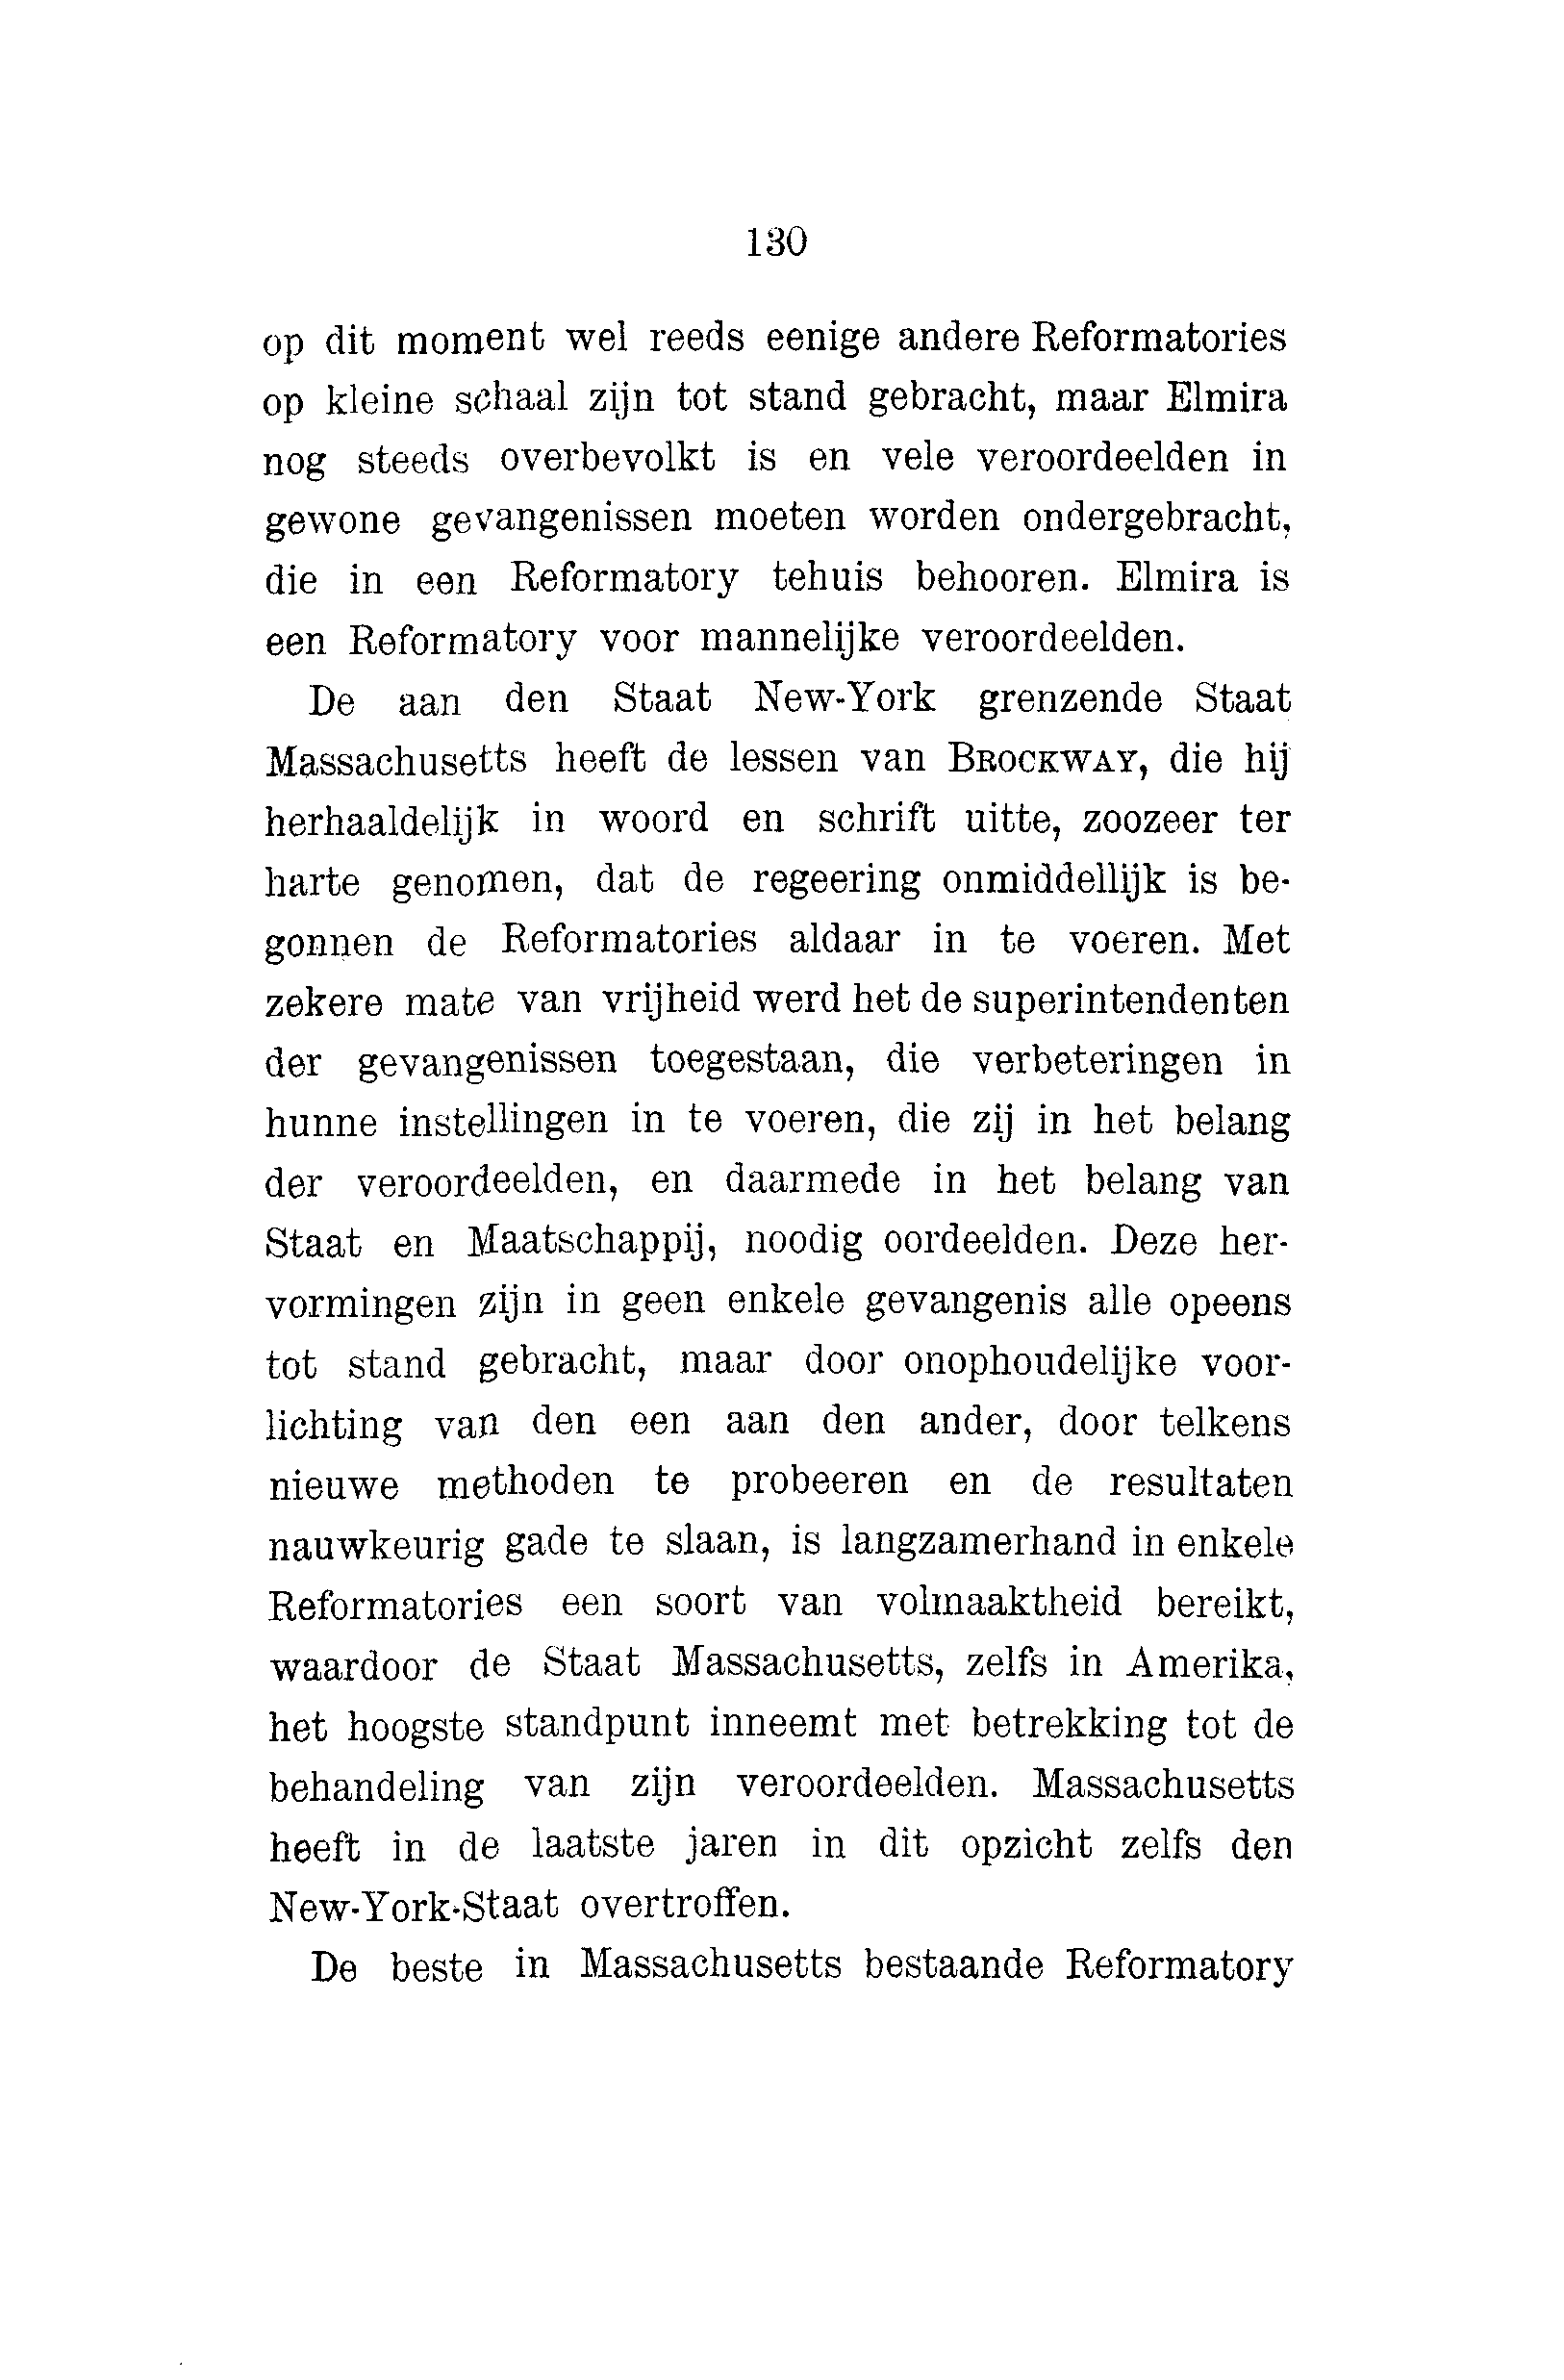 130
op dit moment wel reeds eenige andere Reformatories
op kleine schaal zijn tot stand gebracht, maar Elmira
nog steeds overbevolkt is en vele veroordeelden in
gewone gevangenissen moeten worden ondergebracht,
die in een Reformatory tehuis behooren. Elmira is
een Reformatory voor mannelijke veroordeelden.
De aan den Staat New-York grenzende Staat
Massachusetts heeft de lessen van BROCKWAY, die hij
herhaaldelijk in woord en schrift uitte, zoozeer ter
harte genomen, dat de regeering onmiddellijk is be-
gonnen de Reformatories aldaar in te voeren. Met
zekere mate van vrijheid werd het de superintendenten
der gevangenissen toegestaan, die verbeteringen in
hunne instellingen in te voeren, die zij in het belang
der veroordeelden, en daarmede in het belang van
Staat en Maatschappij, noodig oordeelden. Deze her-
vormingen zijn in geen enkele gevangenis alle opeens
tot stand gebracht, maar door onophoudelijke voor-
lichting van den een aan den ander, door telkens
nieuwe methoden te probeeren en de resultaten
nauwkeurig gade te slaan, is langzamerhand in enkele
Reformatories een soort van volmaaktheid bereikt,
waardoor de Staat Massachusetts, zelfs in Amerika,
het hoogste standpunt inneemt met betrekking tot de
behandeling van zijn veroordeelden. Massachusetts
heeft in de laatste jaren in dit opzicht zelfs den
New-York-Staat overtroffen.
De beste in Massachusetts bestaande Reformatory